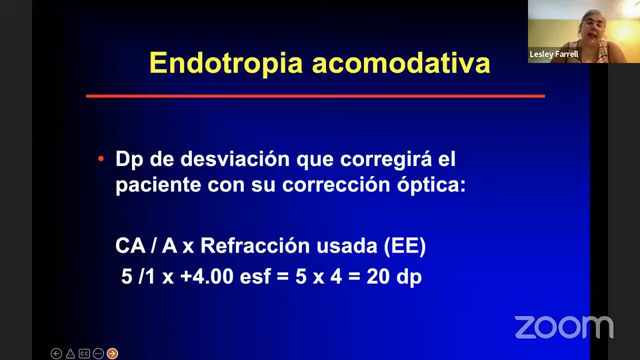 Endotropia acomodativa
• Dp de desviación que corregirá el
paciente con su corrección óptica:
CA / A x Refracción usada (EE)
5 /1 x +4.00 esf = 5 x 4 = 20 dp
Lesley Farrell
zoom